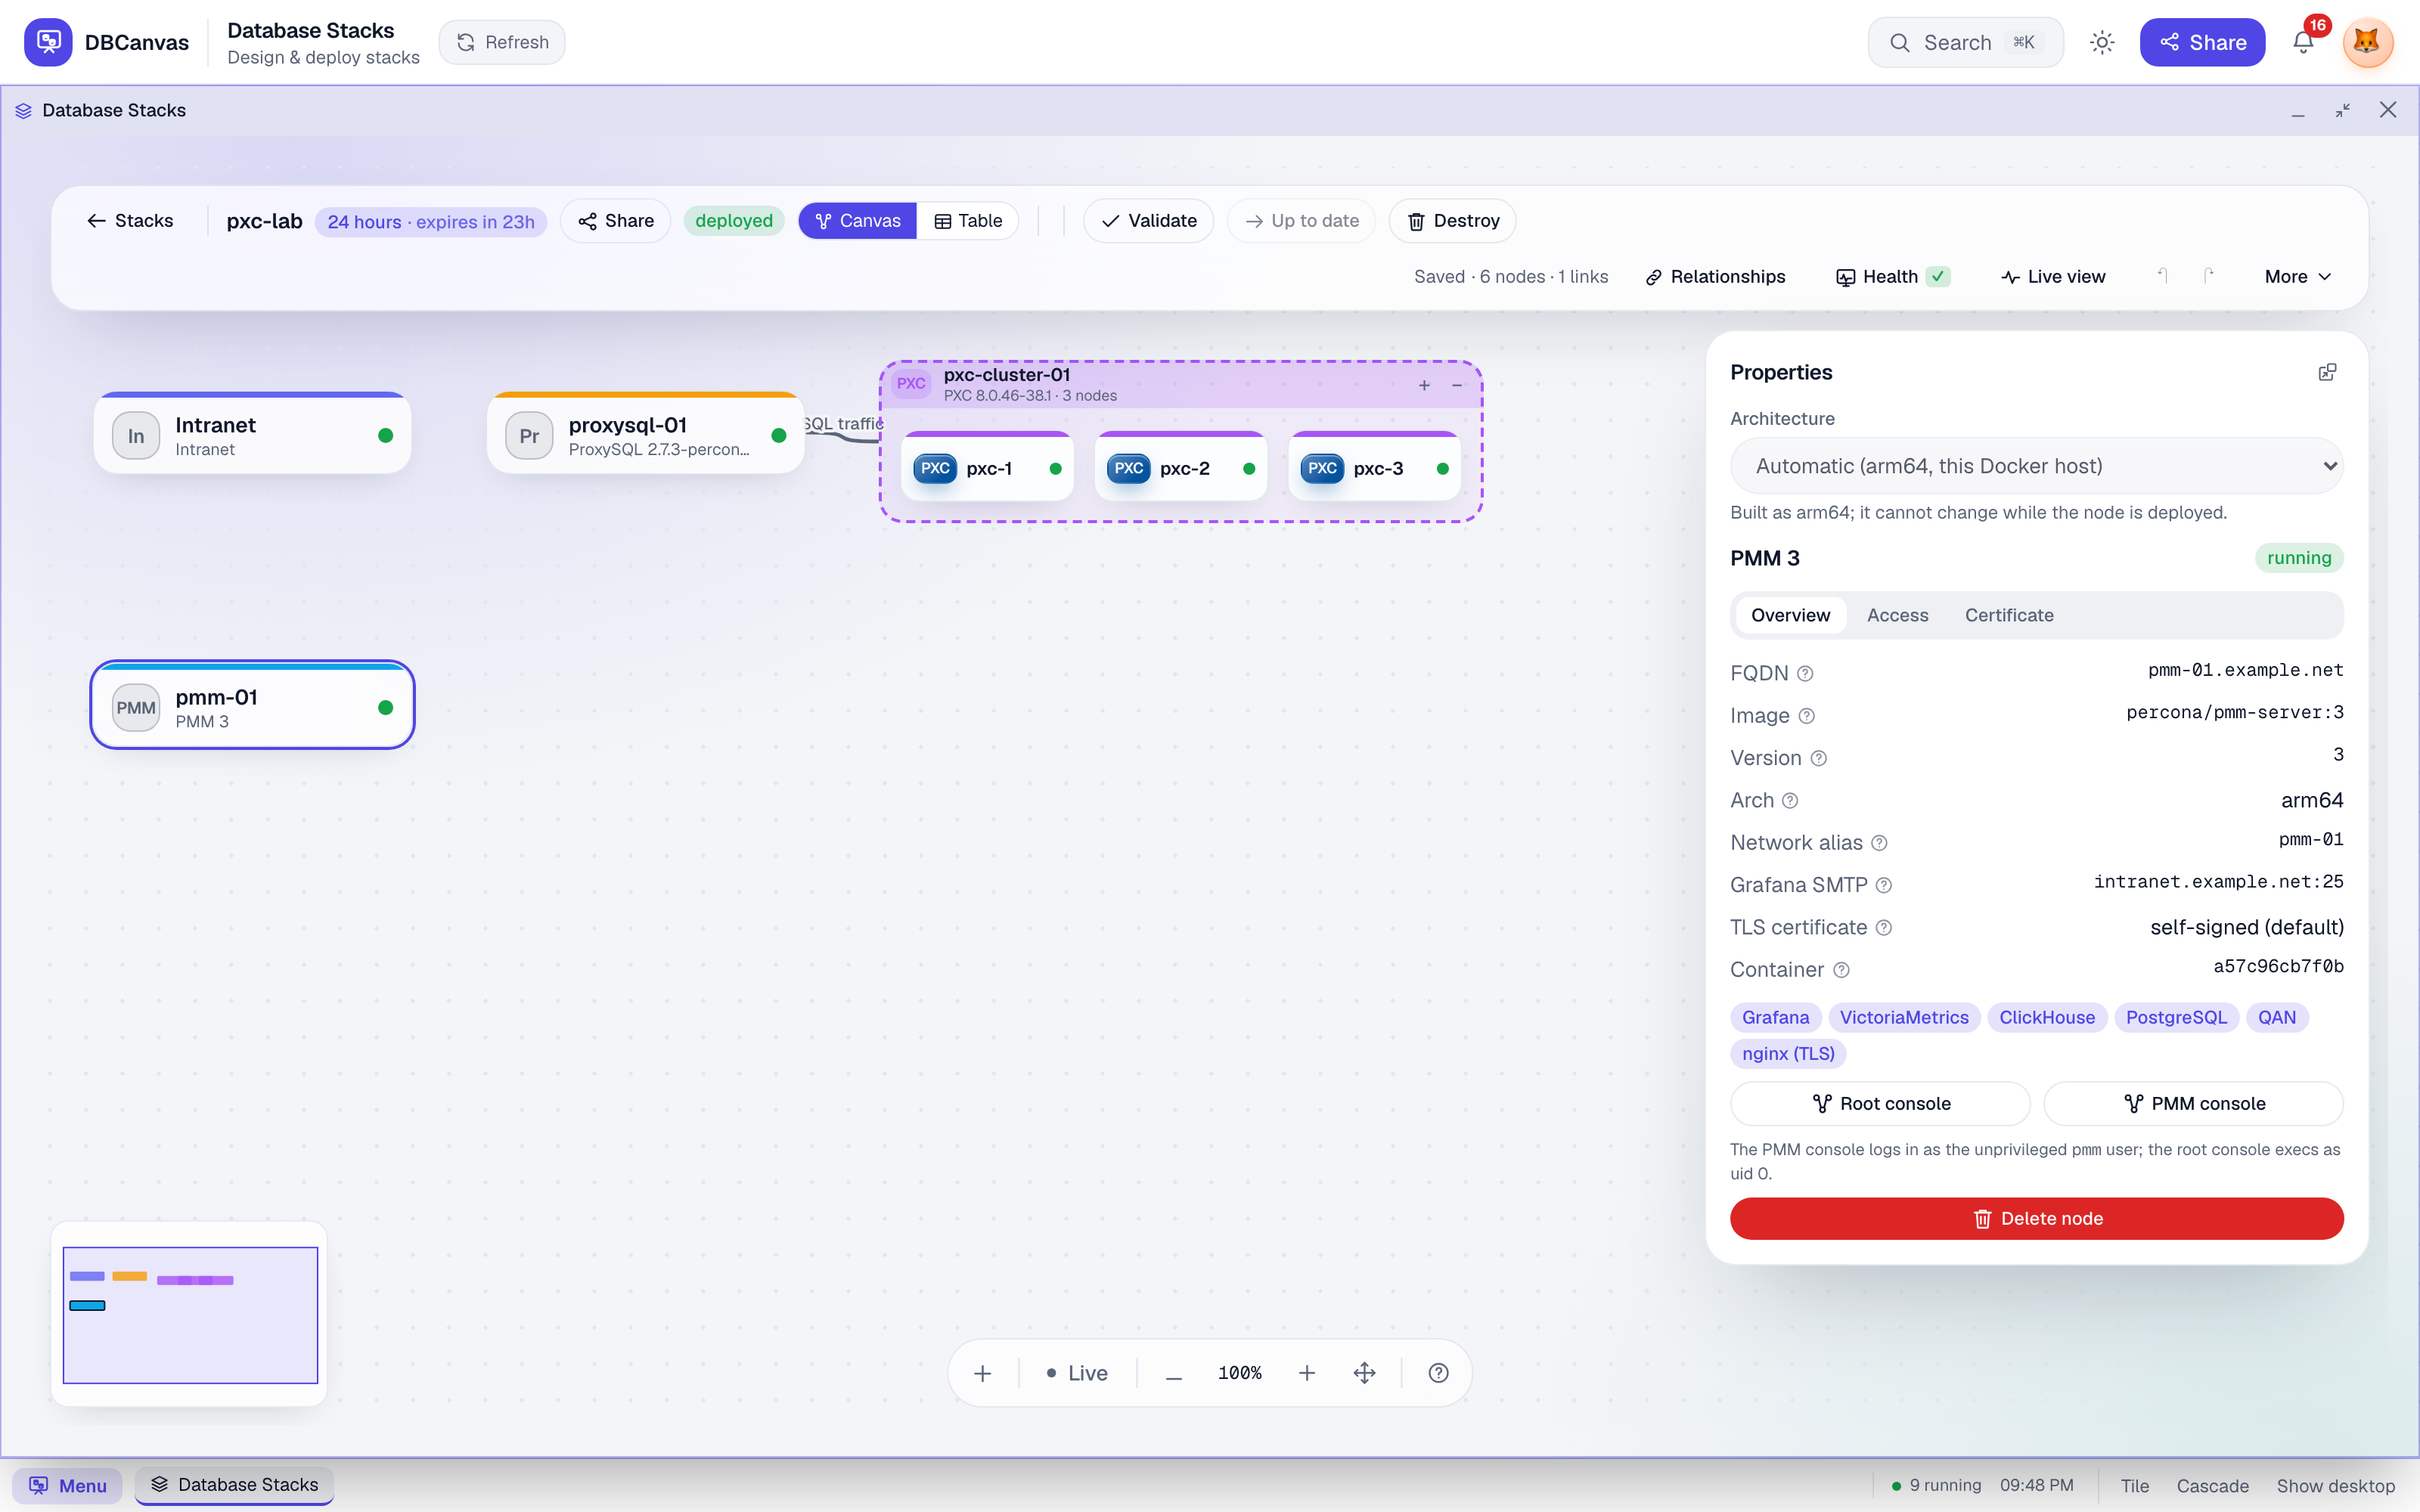 DBCanvas
Database Stacks
Design & deploy stacks
Refresh
Search ⌘K
Share
16
Database Stacks
Stacks
pxc-lab
24 hours · expires in 23h
Share
deployed
Canvas
Table
Validate
Up to date
Destroy
Saved · 6 nodes · 1 links
Relationships
Health
Live view
More
In
Intranet
Intranet
Pr
proxysql-01
ProxySQL 2.7.3-percon...
SQL traffic
PXC
pxc-cluster-01
PXC 8.0.46-38.1 · 3 nodes
PXC pxc-1
PXC pxc-2
PXC pxc-3
PMM
pmm-01
PMM 3
Properties
Architecture
Automatic (arm64, this Docker host)
Built as arm64; it cannot change while the node is deployed.
PMM 3
running
Overview
Access
Certificate
FQDN pmm-01.example.net
Image percona/pmm-server:3
Version 3
Arch arm64
Network alias pmm-01
Grafana SMTP intranet.example.net:25
TLS certificate self-signed (default)
Container a57c96cb7f0b
Grafana VictoriaMetrics ClickHouse PostgreSQL QAN
nginx (TLS)
Root console
PMM console
The PMM console logs in as the unprivileged pmm user; the root console execs as
uid 0.
Delete node
Live
100%
Menu
Database Stacks
9 running
09:48 PM
Tile
Cascade
Show desktop